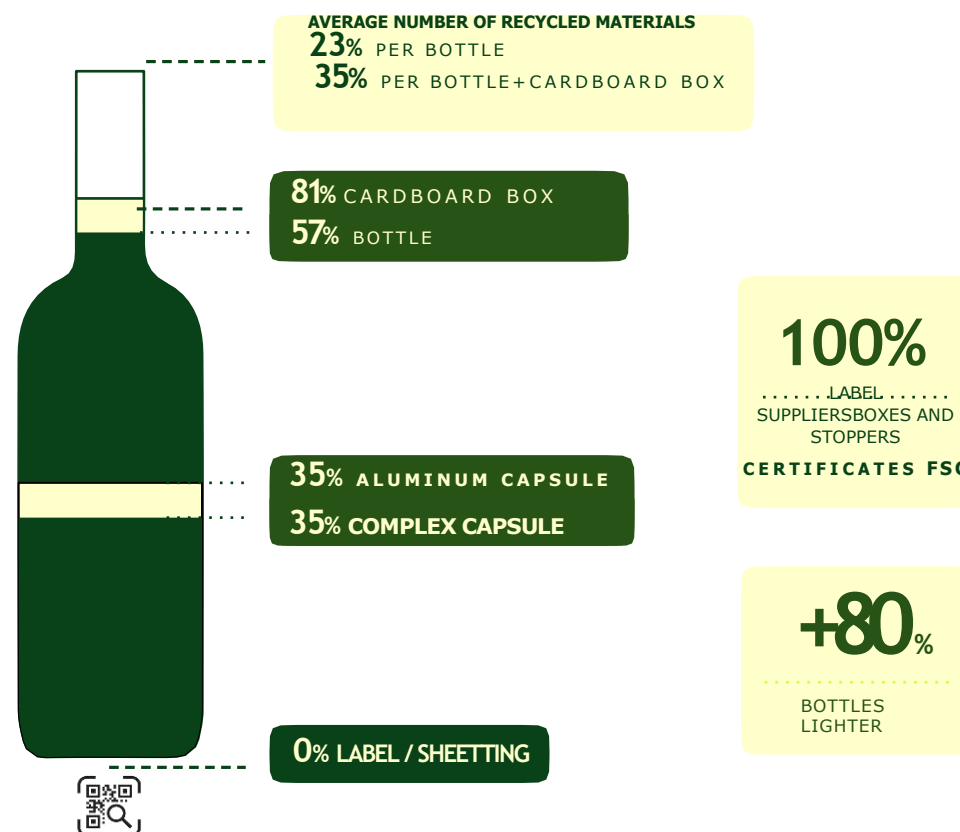 AVERAGE NUMBER OF RECYCLED MATERIALS
23% PER BOTTLE
35% PER BOTTLE+CARDBOARD BOX
81% CARDBOARD BOX
57% BOTTLE
100%
LABEL
SUPPLIERSBOXES AND
STOPPERS
CERTIFICATES FSC
35% ALUMINUM CAPSULE
35% COMPLEX CAPSULE
+80%
BOTTLES
LIGHTER
0% LABEL / SHEETTING